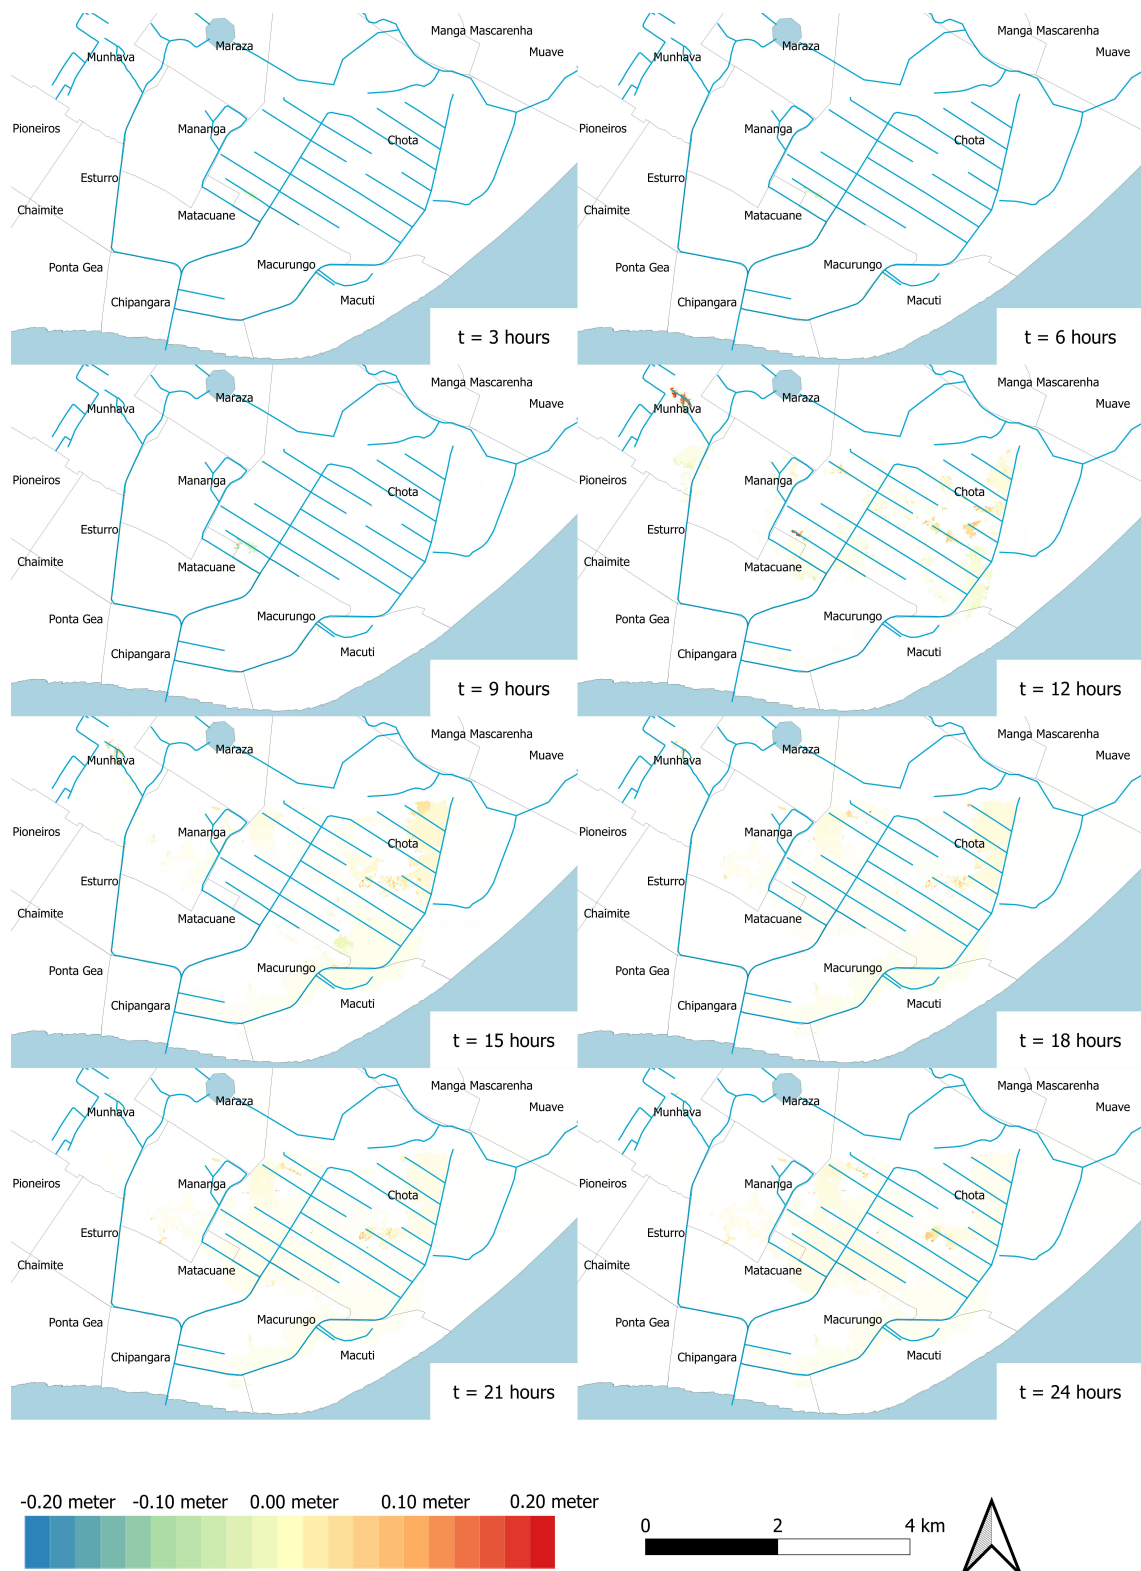 Manga Mascarenha
Maraza
Muave
Munhava
Pioneiros
Mananga
Chota
Esturro
Chaimite
Matacuane
Ponta Gea
Macurungo
Chipangara
Macuti
t = 3 hours
Manga Mascarenha
Maraza
Muave
Munhava
Pioneiros
Mananga
Chota
Esturro
Chaimite
Matacuane
Ponta Gea
Macurungo
Chipangara
Macuti
t = 6 hours
Manga Mascarenha
Maraza
Muave
Munhava
Pioneiros
Mananga
Chota
Esturro
Chaimite
Matacuane
Ponta Gea
Macurungo
Chipangara
Macuti
t = 9 hours
Manga Mascarenha
Maraza
Muave
Munhava
Pioneiros
Mananga
Chota
Esturro
Chaimite
Matacuane
Ponta Gea
Macurungo
Chipangara
Macuti
t = 12 hours
Manga Mascarenha
Maraza
Muave
Munhava
Pioneiros
Mananga
Chota
Esturro
Chaimite
Matacuane
Ponta Gea
Macurungo
Chipangara
Macuti
t = 15 hours
Manga Mascarenha
Maraza
Muave
Munhava
Pioneiros
Mananga
Chota
Esturro
Chaimite
Matacuane
Ponta Gea
Macurungo
Chipangara
Macuti
t = 18 hours
Manga Mascarenha
Maraza
Muave
Munhava
Pioneiros
Mananga
Chota
Esturro
Chaimite
Matacuane
Ponta Gea
Macurungo
Chipangara
Macuti
t = 21 hours
Manga Mascarenha
Maraza
Muave
Munhava
Pioneiros
Mananga
Chota
Esturro
Chaimite
Matacuane
Ponta Gea
Macurungo
Chipangara
Macuti
t = 24 hours
-0.20 meter -0.10 meter 0.00 meter 0.10 meter 0.20 meter
0 2 4 km